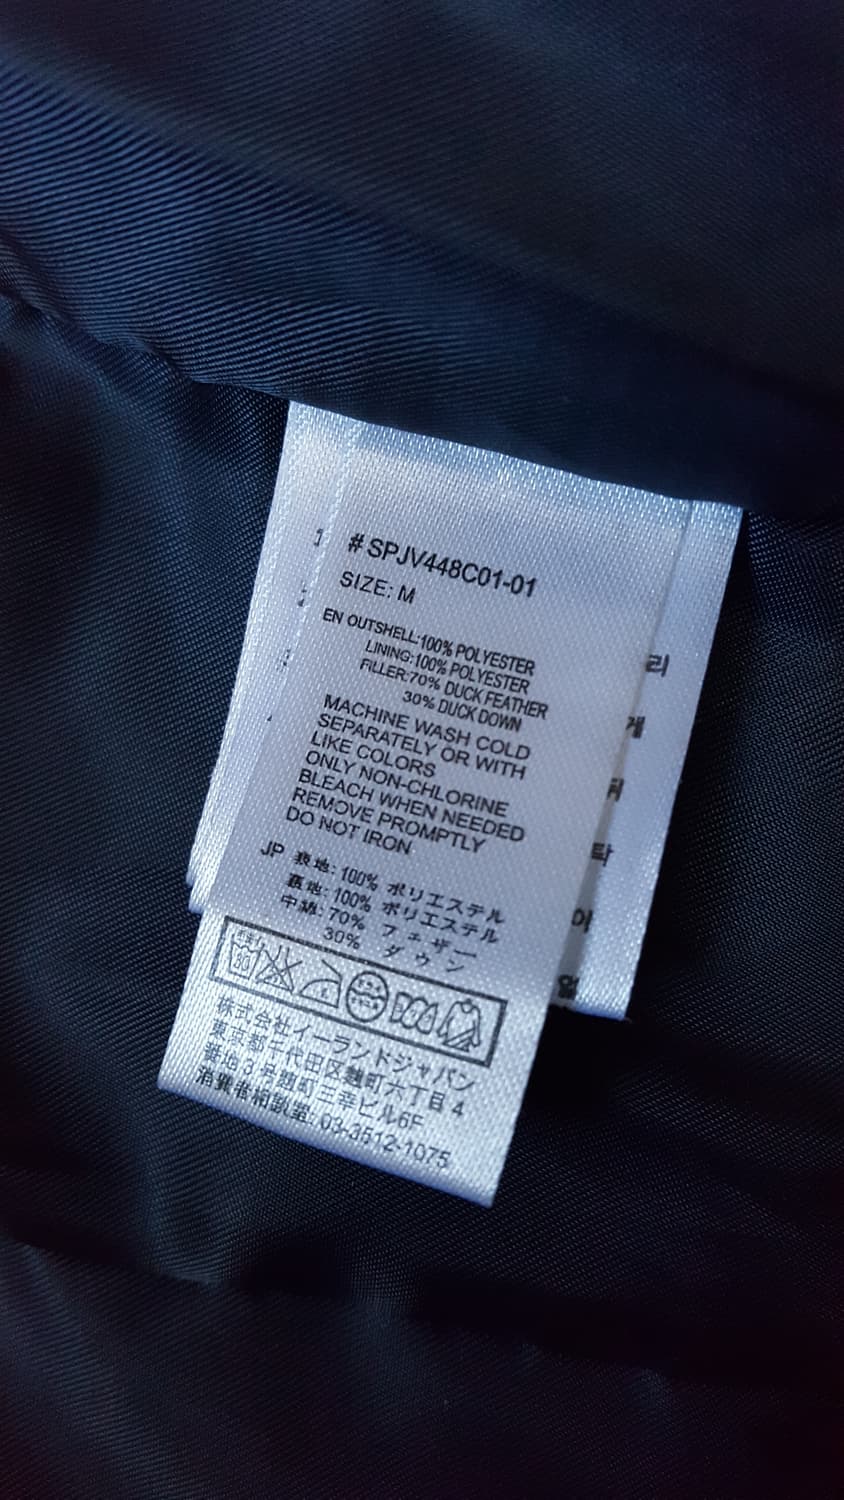 #SPJV448C01-01
SIZE: M
EN OUTSHELL:100% POLYESTER
LINING:100% POLYESTER
FILLER:70% DUCK FEATHER
30% DUCK DOWN
MACHINE WASH COLD
SEPARATELY OR WITH
LIKE COLORS
ONLY NON-CHLORINE
BLEACH WHEN NEEDED
REMOVE PROMPTLY
DO NOT IRON
JP 表地: 100% ポリエステル
裏地: 100% ポリエステル
中綿: 70% フェザー
30% ダウン
株式会社イーランドジャパン
東京都千代田区麹町六丁目4
番地3号麹町三幸ビル6F
消費者相談室: 03-3512-1075
리
게
탁